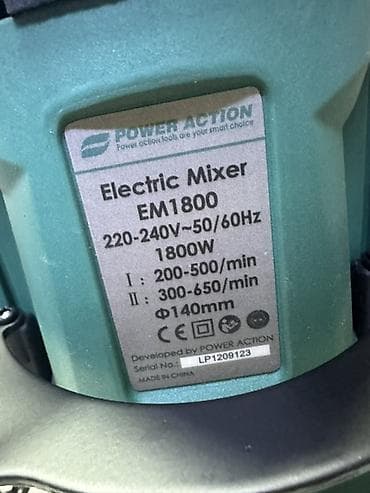 POWER ACTION
Power action tools are your smart choice
Electric Mixer
EM1800
220-240V~50/60Hz
1800W
I : 200-500/min
II : 300-650/min
Φ140mm
CE
Developed by POWER ACTION
Serial No.: LP1209123
MADE IN CHINA